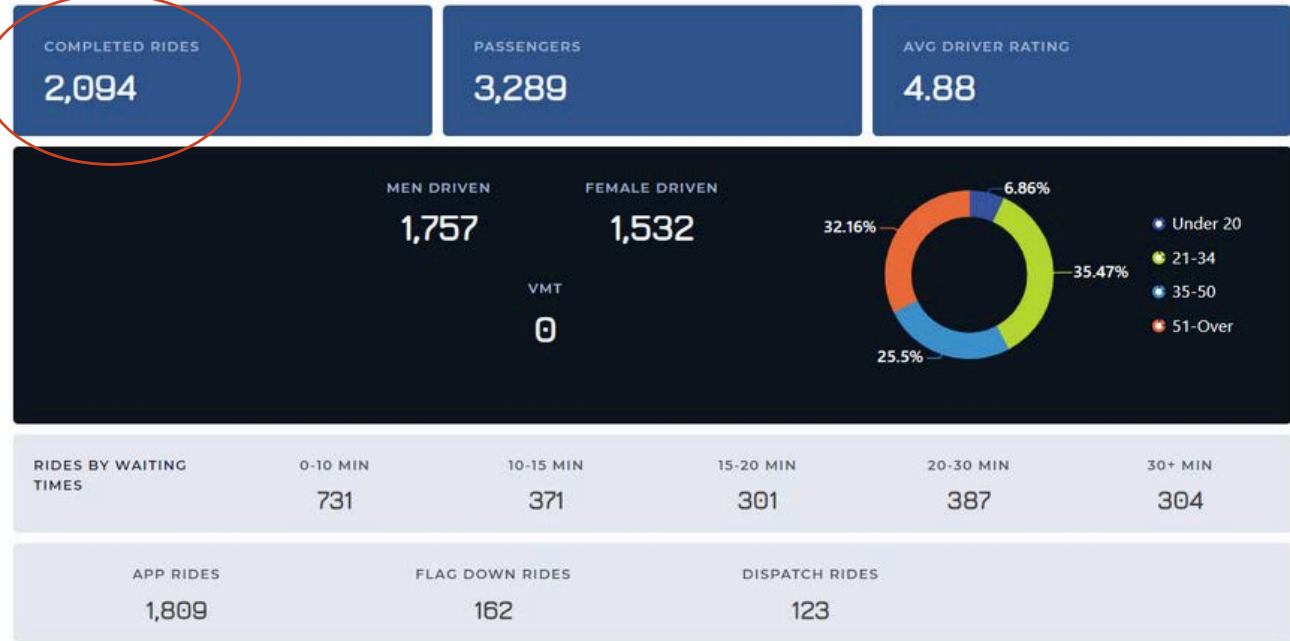 COMPLETED RIDES
2,094
PASSENGERS
3,289
AVG DRIVER RATING
4.88
MEN DRIVEN
1,757
FEMALE DRIVEN
1,532
VMT
0
6.86%
32.16%
35.47%
25.5%
Under 20
21-34
35-50
51-Over
RIDES BY WAITING
TIMES
0-10 MIN
731
10-15 MIN
371
15-20 MIN
301
20-30 MIN
387
30+ MIN
304
APP RIDES
1,809
FLAG DOWN RIDES
162
DISPATCH RIDES
123